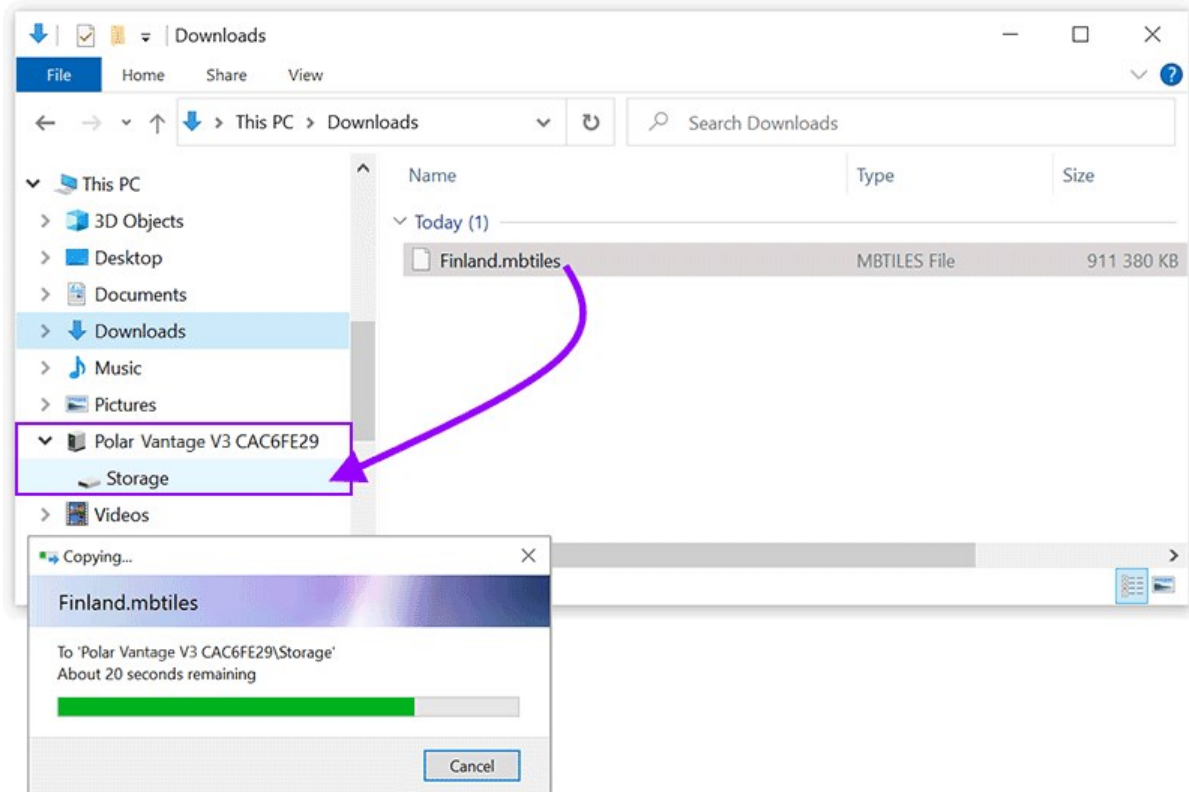 Downloads
File Home Share View
This PC > Downloads
Search Downloads
This PC
3D Objects
Desktop
Documents
Downloads
Music
Pictures
Polar Vantage V3 CAC6FE29
Storage
Videos
Name Type Size
Today (1)
Finland.mbtiles MBTILES File 911 380 KB
Copying...
Finland.mbtiles
To 'Polar Vantage V3 CAC6FE29\Storage'
About 20 seconds remaining
Cancel